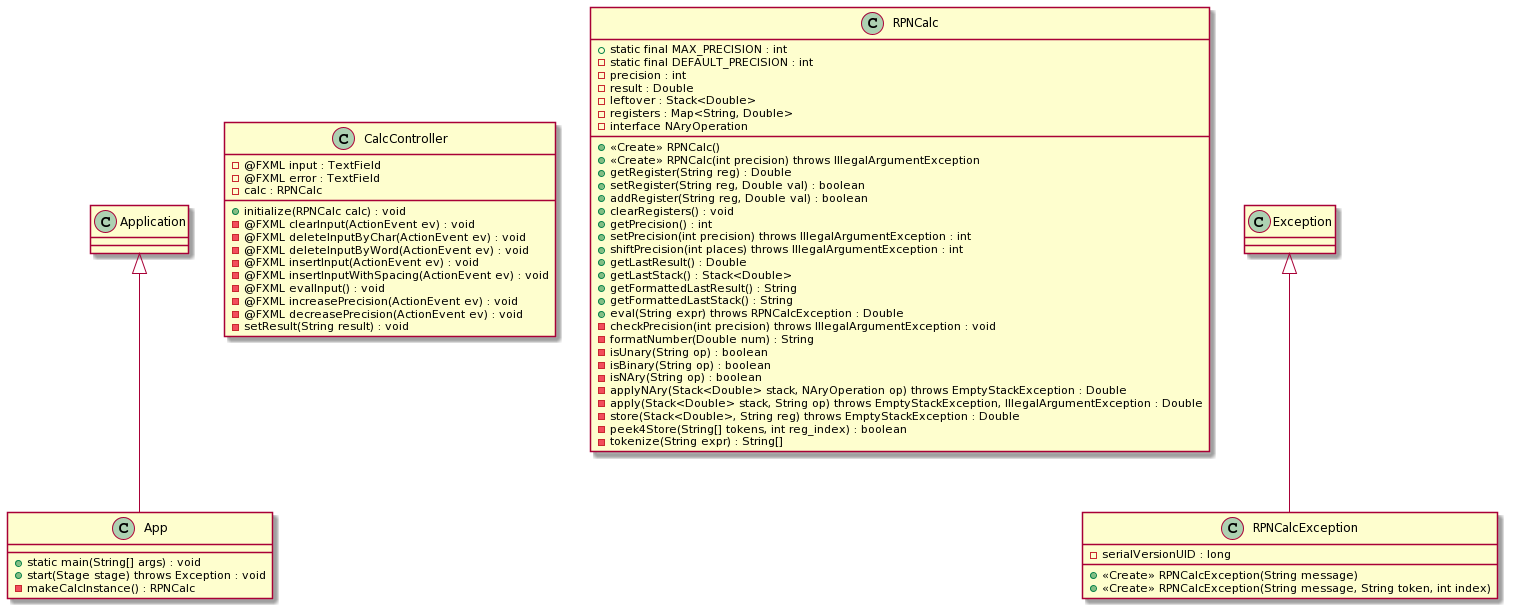 RPNCalc
static final MAX_PRECISION : int
static final DEFAULT_PRECISION : int
precision : int
result : Double
leftover : Stack<Double>
registers : Map<String, Double>
interface NAryOperation
«Create» RPNCalc()
«Create» RPNCalc(int precision) throws IllegalArgumentException
getRegister(String reg) : Double
setRegister(String reg, Double val) : boolean
addRegister(String reg, Double val) : boolean
clearRegisters() : void
getPrecision() : int
setPrecision(int precision) throws IllegalArgumentException : int
shiftPrecision(int places) throws IllegalArgumentException : int
getLastResult() : Double
getLastStack() : Stack<Double>
getFormattedLastResult() : String
getFormattedLastStack() : String
eval(String expr) throws RPNCalcException : Double
checkPrecision(int precision) throws IllegalArgumentException : void
formatNumber(Double num) : String
isUnary(String op) : boolean
isBinary(String op) : boolean
isNAry(String op) : boolean
applyNAry(Stack<Double> stack, NAryOperation op) throws EmptyStackException : Double
apply(Stack<Double> stack, String op) throws EmptyStackException, IllegalArgumentException : Double
store(Stack<Double>, String reg) throws EmptyStackException : Double
peek4Store(String[] tokens, int reg_index) : boolean
tokenize(String expr) : String[]
CalcController
@FXML input : TextField
@FXML error : TextField
calc : RPNCalc
initialize(RPNCalc calc) : void
@FXML clearInput(ActionEvent ev) : void
@FXML deleteInputByChar(ActionEvent ev) : void
@FXML deleteInputByWord(ActionEvent ev) : void
@FXML insertInput(ActionEvent ev) : void
@FXML insertInputWithSpacing(ActionEvent ev) : void
@FXML evalInput() : void
@FXML increasePrecision(ActionEvent ev) : void
@FXML decreasePrecision(ActionEvent ev) : void
setResult(String result) : void
Application
Exception
App
static main(String[] args) : void
start(Stage stage) throws Exception : void
makeCalcInstance() : RPNCalc
RPNCalcException
serialVersionUID : long
«Create» RPNCalcException(String message)
«Create» RPNCalcException(String message, String token, int index)